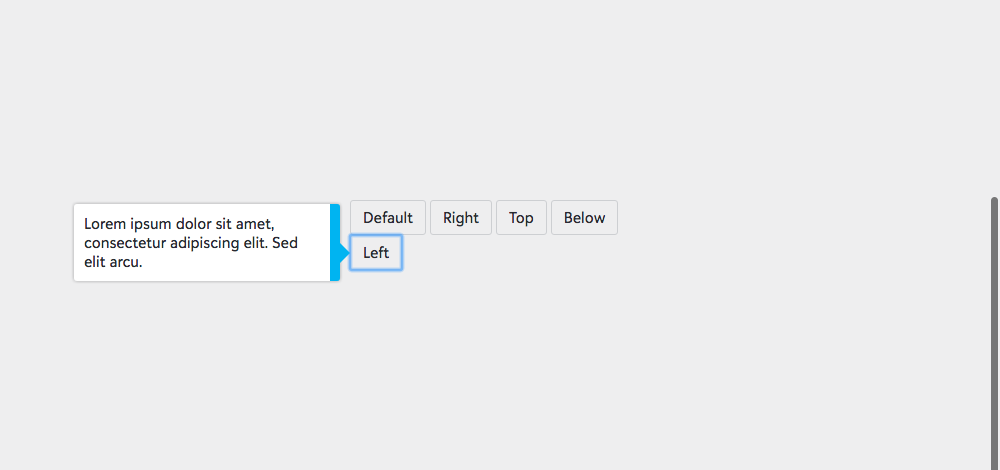 Lorem ipsum dolor sit amet,
consectetur adipiscing elit. Sed
elit arcu.
Default Right Top Below
Left